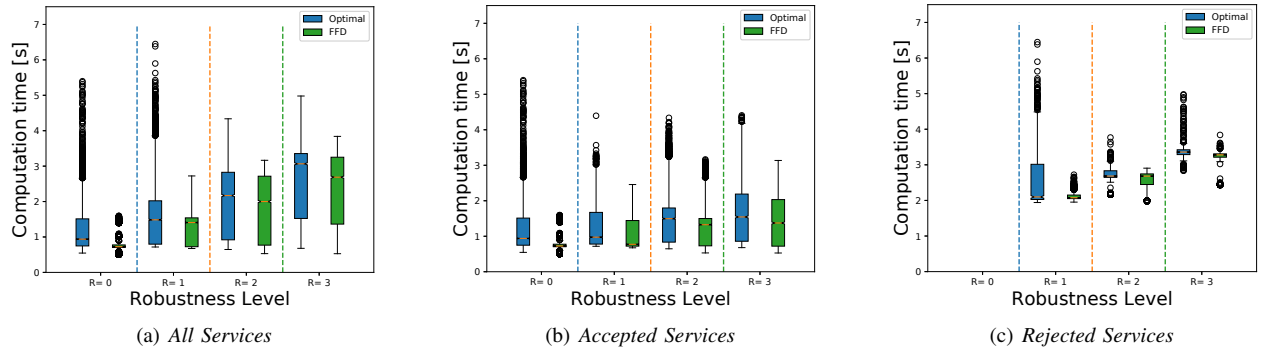 Computation time [s]
7
6
5
4
3
2
1
0
Optimal
FFD
R= 0
R= 1
R= 2
R= 3
Robustness Level
(a) All Services
Computation time [s]
7
6
5
4
3
2
1
0
Optimal
FFD
R= 0
R= 1
R= 2
R= 3
Robustness Level
(b) Accepted Services
Computation time [s]
7
6
5
4
3
2
1
0
Optimal
FFD
R= 0
R= 1
R= 2
R= 3
Robustness Level
(c) Rejected Services